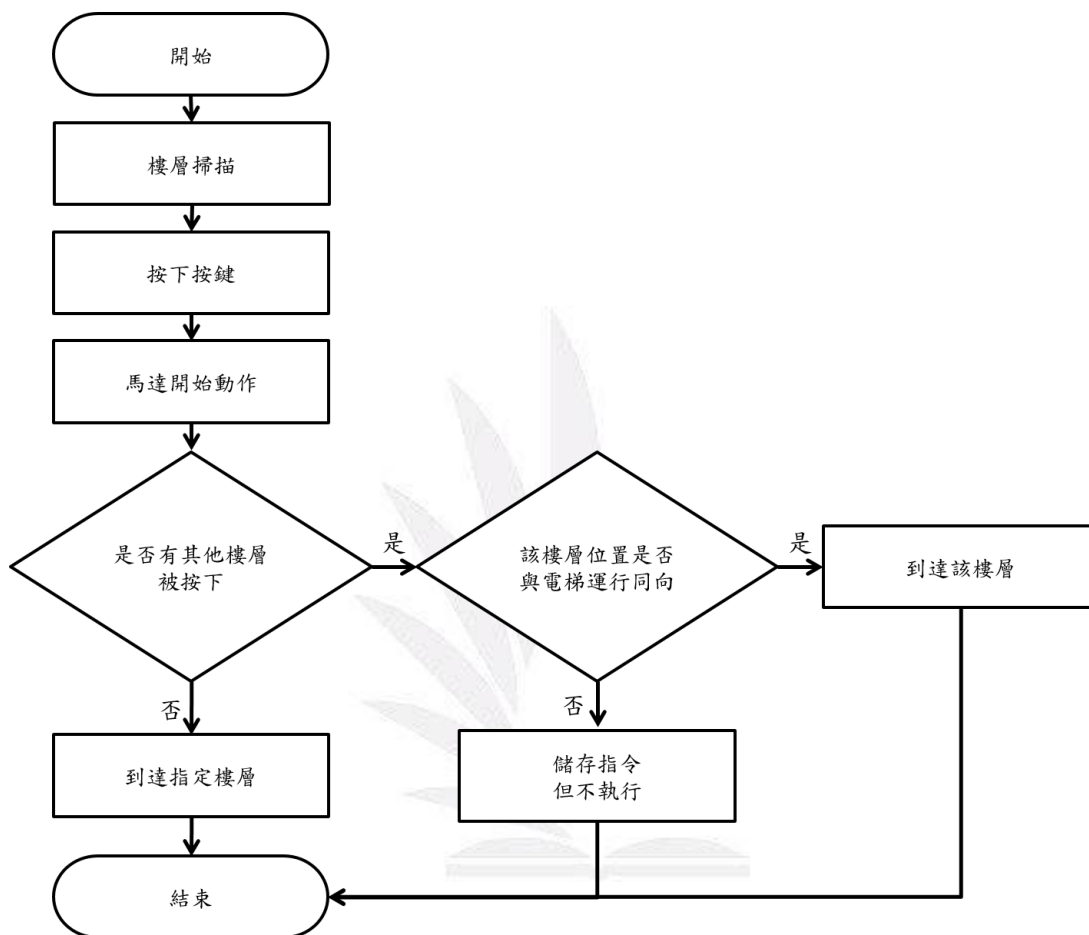 開始
樓層掃描
按下按鍵
馬達開始動作
是否有其他樓層
被按下
是
該樓層位置是否
與電梯運行同向
是
到達該樓層
否
到達指定樓層
否
儲存指令
但不執行
結束